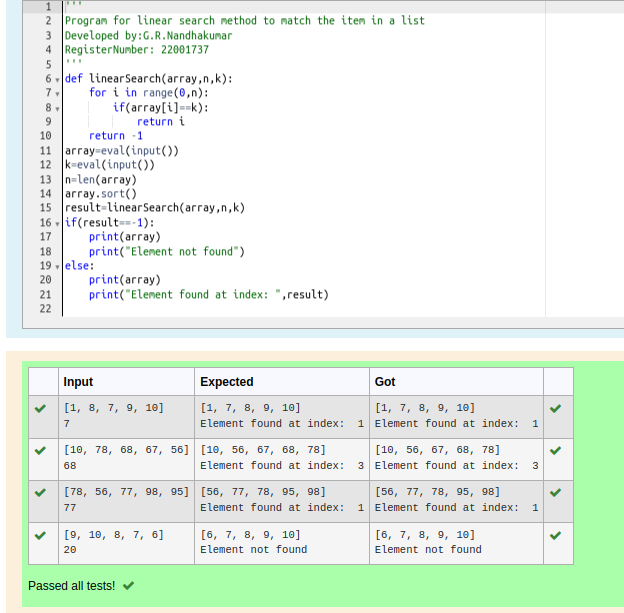 1 '''
2 Program for linear search method to match the item in a list
3 Developed by:G.R.Nandhakumar
4 RegisterNumber: 22001737
5 '''
6 def linearSearch(array,n,k):
7     for i in range(0,n):
8         if(array[i]==k):
9             return i
10     return -1
11 array=eval(input())
12 k=eval(input())
13 n=len(array)
14 array.sort()
15 result=linearSearch(array,n,k)
16 if(result==-1):
17     print(array)
18     print("Element not found")
19 else:
20     print(array)
21     print("Element found at index: ",result)
22
Input Expected Got
[1, 8, 7, 9, 10] [1, 7, 8, 9, 10] [1, 7, 8, 9, 10]
7 Element found at index:  1 Element found at index:  1
[10, 78, 68, 67, 56] [10, 56, 67, 68, 78] [10, 56, 67, 68, 78]
68 Element found at index:  3 Element found at index:  3
[78, 56, 77, 98, 95] [56, 77, 78, 95, 98] [56, 77, 78, 95, 98]
77 Element found at index:  1 Element found at index:  1
[9, 10, 8, 7, 6] [6, 7, 8, 9, 10] [6, 7, 8, 9, 10]
20 Element not found Element not found
Passed all tests!